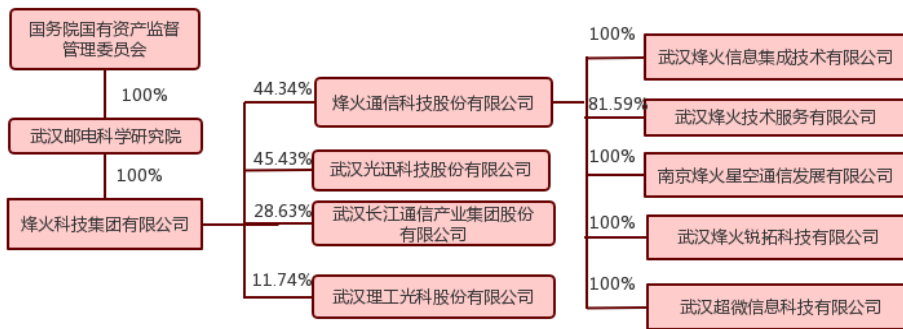 国务院国有资产监督
管理委员会
100%
武汉邮电科学研究院
100%
烽火科技集团有限公司
44.34%
烽火通信科技股份有限公司
45.43%
武汉光迅科技股份有限公司
28.63%
武汉长江通信产业集团股份
有限公司
11.74%
武汉理工光科股份有限公司
100%
武汉烽火信息集成技术有限公司
81.59%
武汉烽火技术服务有限公司
100%
南京烽火星空通信发展有限公司
100%
武汉烽火锐拓科技有限公司
100%
武汉超微信息科技有限公司